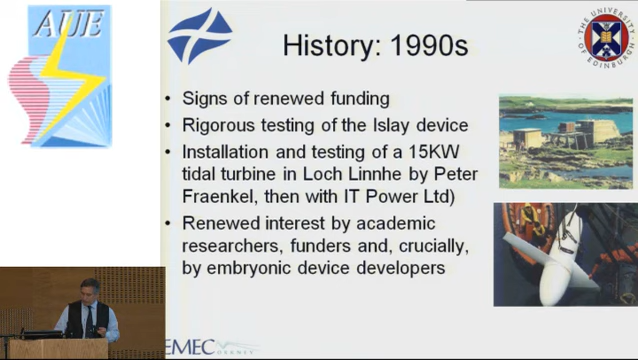 AUE
History: 1990s
THE UNIVERSITY OF EDINBURGH
• Signs of renewed funding
• Rigorous testing of the Islay device
• Installation and testing of a 15KW
tidal turbine in Loch Linnhe by Peter
Fraenkel, then with IT Power Ltd)
• Renewed interest by academic
researchers, funders and, crucially,
by embryonic device developers
EMEC
ORKNEY